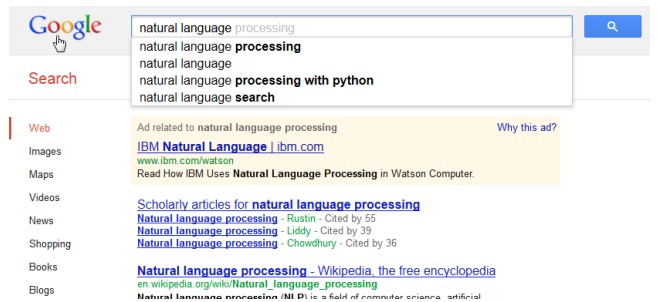 Google
natural language processing
natural language processing
natural language
natural language processing with python
natural language search
Search
Web
Images
Maps
Videos
News
Shopping
Books
Blogs
Ad related to natural language processing Why this ad?
IBM Natural Language | ibm.com
www.ibm.com/watson
Read How IBM Uses Natural Language Processing in Watson Computer.
Scholarly articles for natural language processing
Natural language processing - Rustin - Cited by 55
Natural language processing - Liddy - Cited by 39
Natural language processing - Chowdhury - Cited by 36
Natural language processing - Wikipedia, the free encyclopedia
en.wikipedia.org/wiki/Natural_language_processing
Natural language processing (NLP) is a field of computer science, artificial